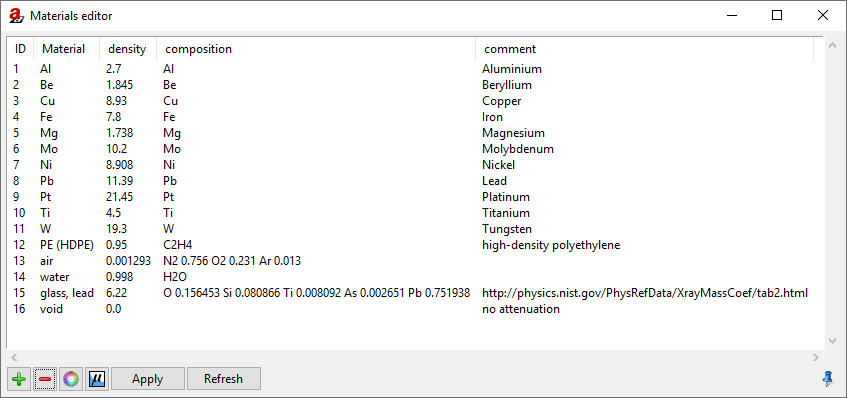 Materials editor
ID Material density composition comment
1 Al 2.7 Al Aluminium
2 Be 1.845 Be Beryllium
3 Cu 8.93 Cu Copper
4 Fe 7.8 Fe Iron
5 Mg 1.738 Mg Magnesium
6 Mo 10.2 Mo Molybdenum
7 Ni 8.908 Ni Nickel
8 Pb 11.39 Pb Lead
9 Pt 21.45 Pt Platinum
10 Ti 4.5 Ti Titanium
11 W 19.3 W Tungsten
12 PE (HDPE) 0.95 C2H4 high-density polyethylene
13 air 0.001293 N2 0.756 O2 0.231 Ar 0.013
14 water 0.998 H2O
15 glass, lead 6.22 O 0.156453 Si 0.080866 Ti 0.008092 As 0.002651 Pb 0.751938 http://physics.nist.gov/PhysRefData/XrayMassCoef/tab2.html
16 void 0.0 no attenuation
μ Apply Refresh